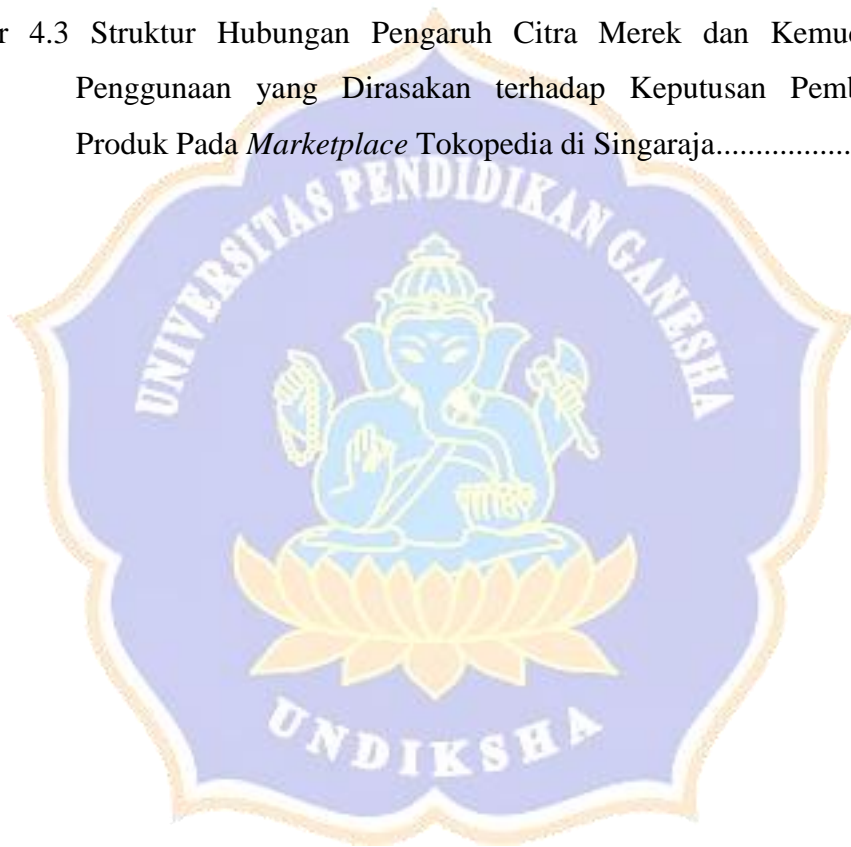 r 4.3 Struktur Hubungan Pengaruh Citra Merek dan Kemud
Penggunaan yang Dirasakan terhadap Keputusan Pemb
Produk Pada Marketplace Tokopedia di Singaraja..................
UNIVERSITAS PENDIDIKAN GANESHA
UNDIKSHA